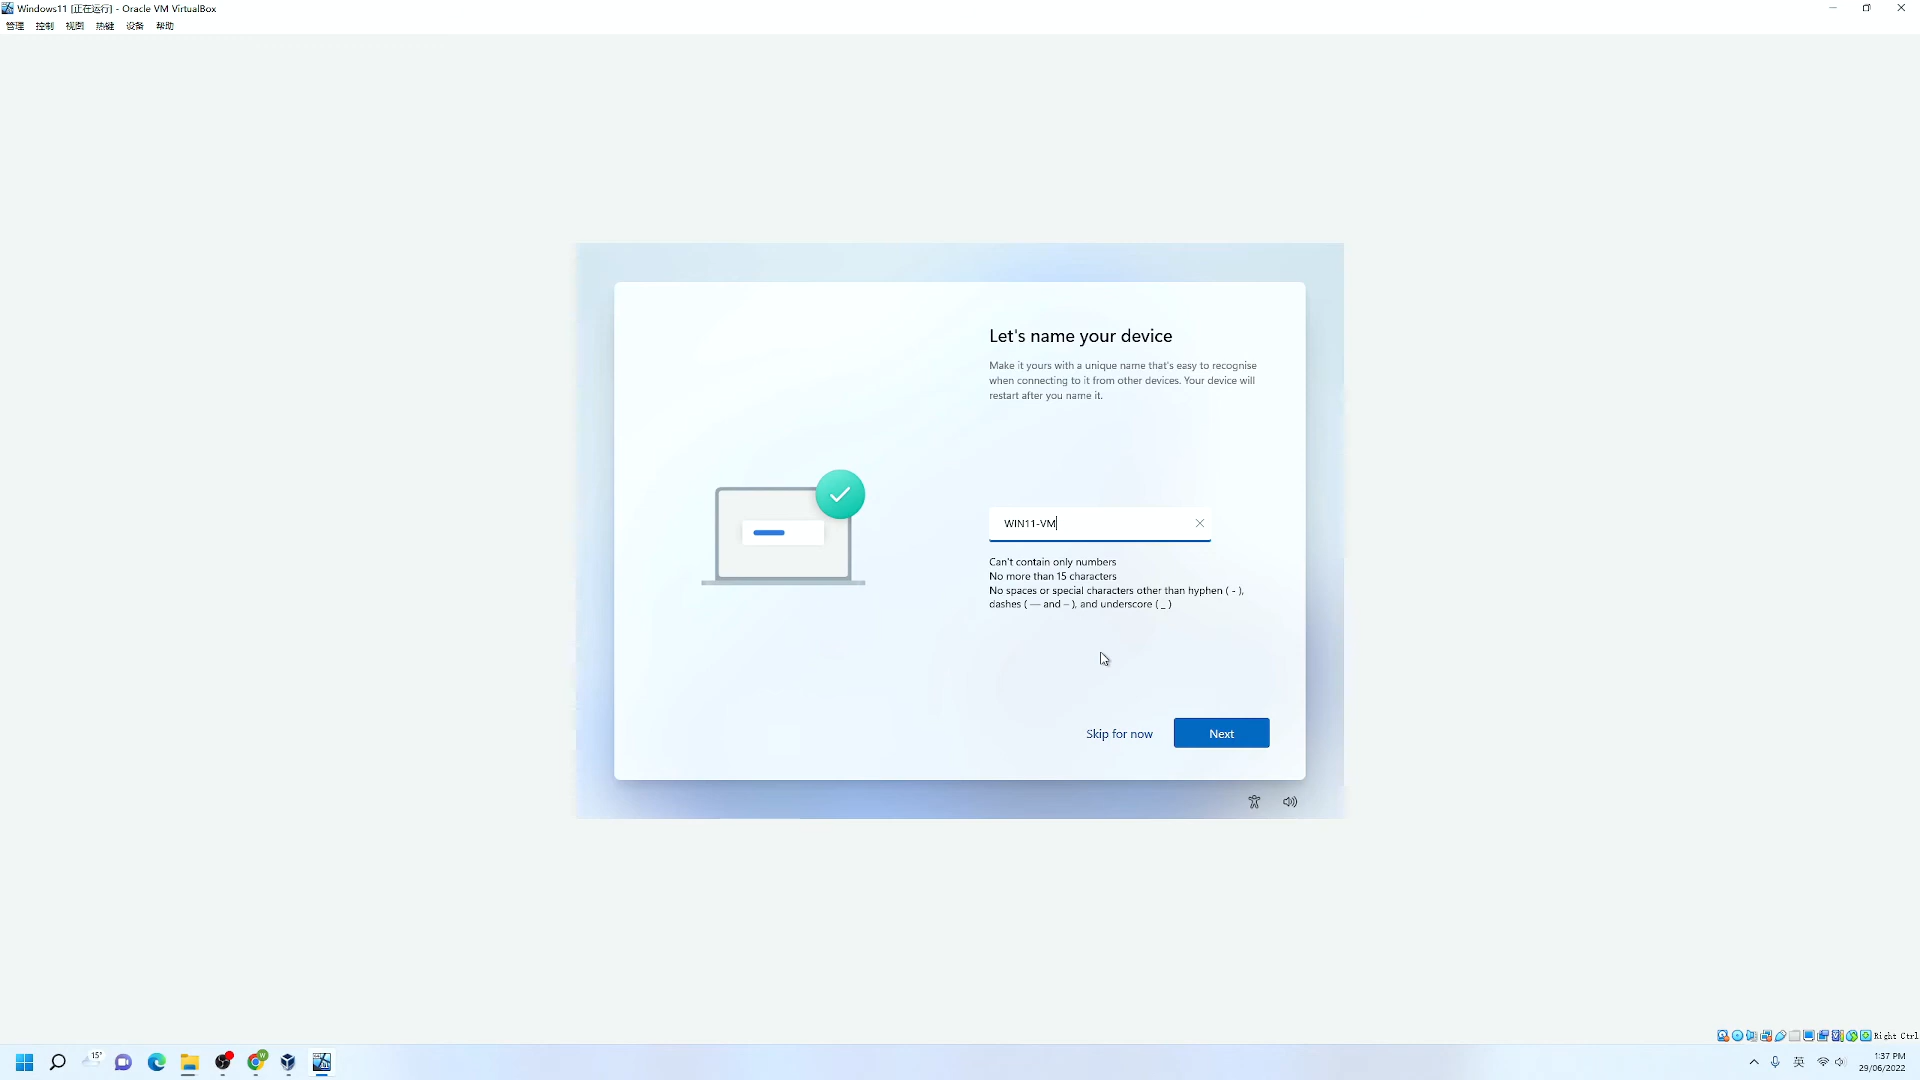 Windows11 [正在运行] - Oracle VM VirtualBox
管理 控制 视图 热键 设备 帮助
Let's name your device
Make it yours with a unique name that's easy to recognise
when connecting to it from other devices. Your device will
restart after you name it.
WIN11-VM
Can't contain only numbers
No more than 15 characters
No spaces or special characters other than hyphen ( - ),
dashes ( — and – ), and underscore ( _ )
Skip for now
Next
Right Ctrl
15°
W
英
1:37 PM
29/06/2022